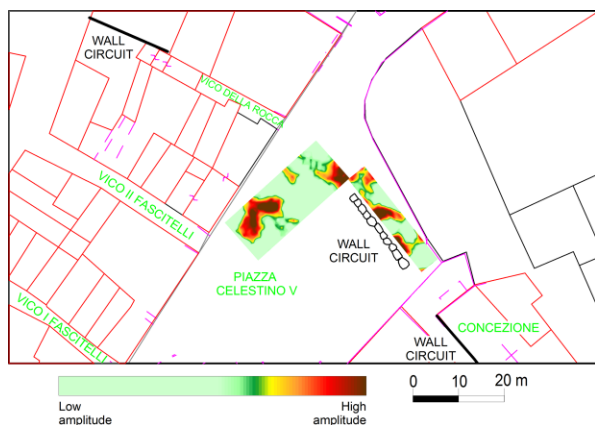 WALL
CIRCUIT
VICO DELLA ROCCA
VICO II FASCITELLI
WALL
CIRCUIT
PIAZZA
CELESTINO V
VICO I FASCITELLI
CONCEZIONE
WALL
CIRCUIT
Low
amplitude
High
amplitude
0 10 20 m